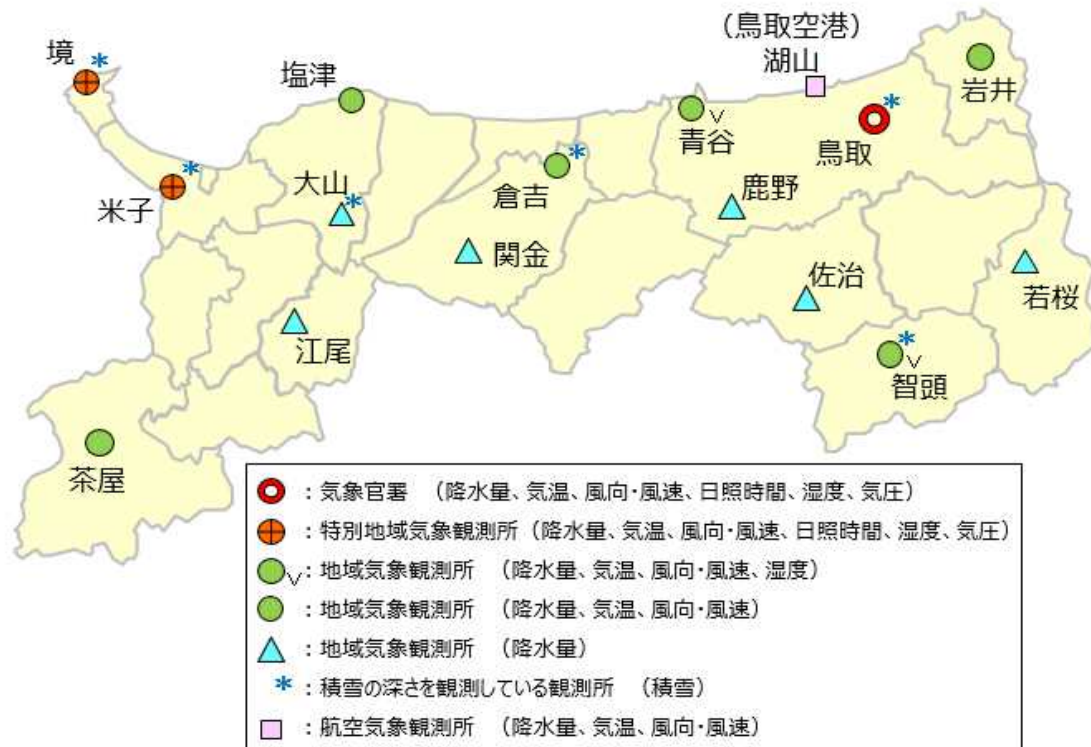 (鳥取空港)
湖山
境
塩津
岩井
青谷
鳥取
大山
倉吉
鹿野
米子
関金
佐治
若桜
江尾
智頭
茶屋
:気象官署 (降水量、気温、風向・風速、日照時間、湿度、気圧)
:特別地域気象観測所 (降水量、気温、風向・風速、日照時間、湿度、気圧)
:地域気象観測所 (降水量、気温、風向・風速、湿度)
:地域気象観測所 (降水量、気温、風向・風速)
:地域気象観測所 (降水量)
:積雪の深さを観測している観測所 (積雪)
:航空気象観測所 (降水量、気温、風向・風速)